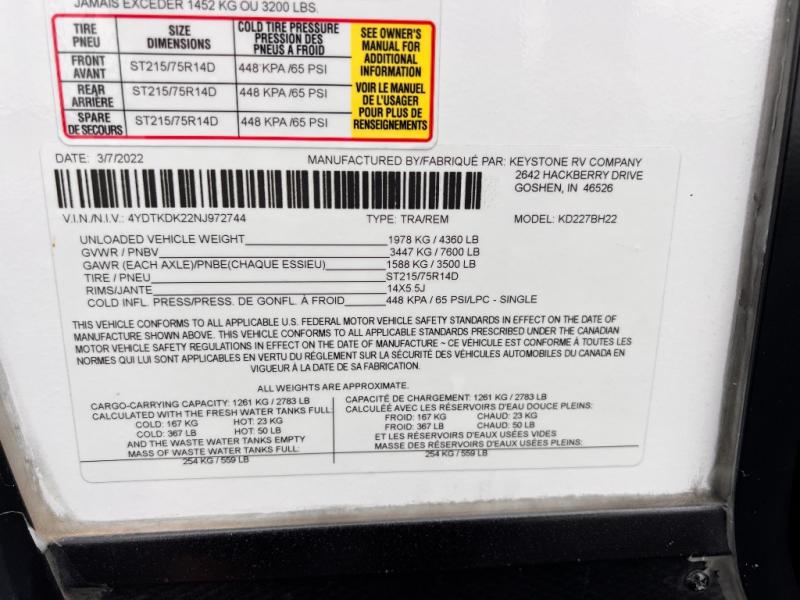 JAMAIS EXCÉDER 1452 KG OU 3200 LBS.
TIRE
PNEU
SIZE
DIMENSIONS
COLD TIRE PRESSURE
PRESSION DES
PNEUS A FROID
SEE OWNER'S
MANUAL FOR
ADDITIONAL
INFORMATION
VOIR LE MANUEL
DE L'USAGER
POUR PLUS DE
RENSEIGNEMENTS
FRONT
AVANT
ST215/75R14D
448 KPA /65 PSI
REAR
ARRIÈRE
ST215/75R14D
448 KPA /65 PSI
SPARE
DE SECOURS
ST215/75R14D
448 KPA /65 PSI
DATE: 3/7/2022
MANUFACTURED BY/FABRIQUÉ PAR: KEYSTONE RV COMPANY
2642 HACKBERRY DRIVE
GOSHEN, IN 46526
V.I.N./N.I.V.: 4YDTKDK22NJ972744 TYPE: TRA/REM MODEL: KD227BH22
UNLOADED VEHICLE WEIGHT 1978 KG / 4360 LB
GVWR / PNBV 3447 KG / 7600 LB
GAWR (EACH AXLE)/PNBE(CHAQUE ESSIEU) 1588 KG / 3500 LB
TIRE / PNEU ST215/75R14D
RIMS/JANTE 14X5.5J
COLD INFL. PRESS/PRESS. DE GONFL. À FROID 448 KPA / 65 PSI/LPC - SINGLE
THIS VEHICLE CONFORMS TO ALL APPLICABLE U.S. FEDERAL MOTOR VEHICLE SAFETY STANDARDS IN EFFECT ON THE DATE OF
MANUFACTURE SHOWN ABOVE. THIS VEHICLE CONFORMS TO ALL APPLICABLE STANDARDS PRESCRIBED UNDER THE CANADIAN
MOTOR VEHICLE SAFETY REGULATIONS IN EFFECT ON THE DATE OF MANUFACTURE ~ CE VÉHICULE EST CONFORME À TOUTES LES
NORMES QUI LUI SONT APPLICABLES EN VERTU DU RÉGLEMENT SUR LA SÉCURITÉ DES VÉHICULES AUTOMOBILES DU CANADA EN
VIGUEUR À LA DATE DE SA FABRICATION.
ALL WEIGHTS ARE APPROXIMATE.
CARGO-CARRYING CAPACITY: 1261 KG / 2783 LB
CALCULATED WITH THE FRESH WATER TANKS FULL:
COLD: 167 KG HOT: 23 KG
COLD: 367 LB HOT: 50 LB
AND THE WASTE WATER TANKS EMPTY
MASS OF WASTE WATER TANKS FULL:
254 KG / 559 LB
CAPACITÉ DE CHARGEMENT: 1261 KG / 2783 LB
CALCULÉE AVEC LES RÉSERVOIRS D'EAU DOUCE PLEINS:
FROID: 167 KG CHAUD: 23 KG
FROID: 367 LB CHAUD: 50 LB
ET LES RÉSERVOIRS D'EAUX USÉES VIDES
MASSE DES RÉSERVOIRS D'EAUX USÉES PLEINS:
254 KG / 559 LB